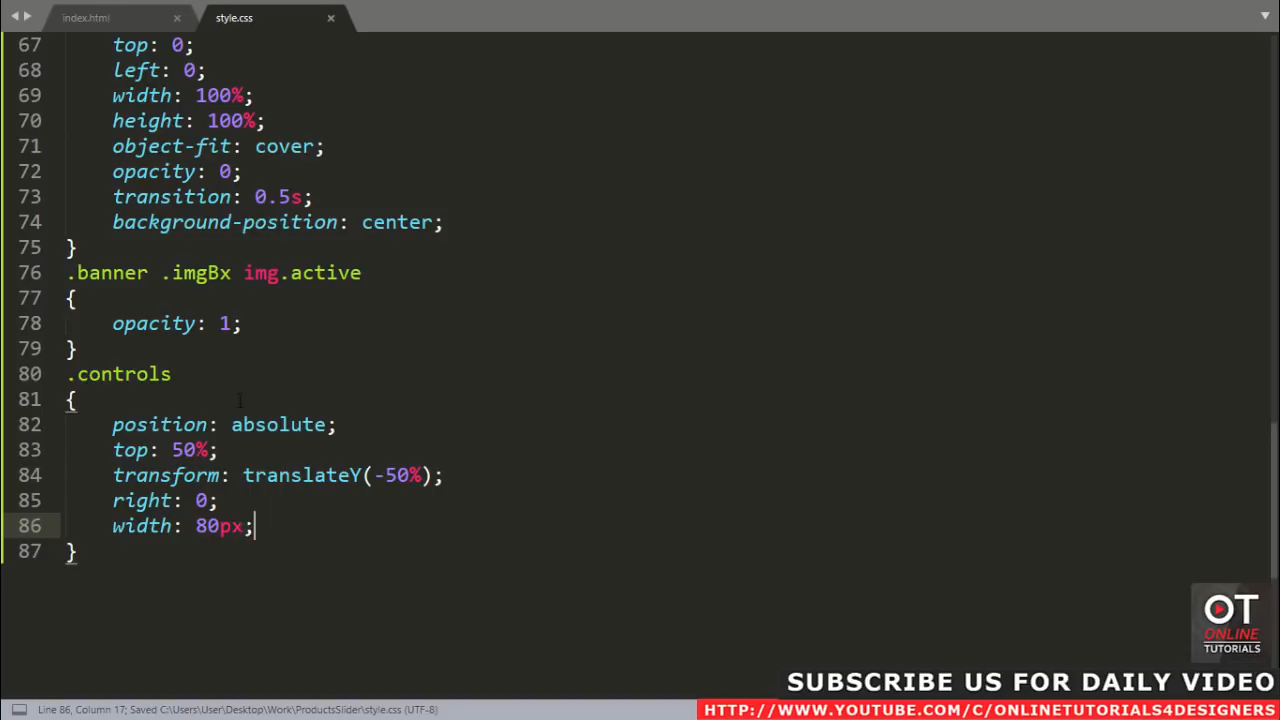 index.html × style.css ×
67 top: 0;
68 left: 0;
69 width: 100%;
70 height: 100%;
71 object-fit: cover;
72 opacity: 0;
73 transition: 0.5s;
74 background-position: center;
75 }
76 .banner .imgBx img.active
77 {
78 opacity: 1;
79 }
80 .controls
81 {
82 position: absolute;
83 top: 50%;
84 transform: translateY(-50%);
85 right: 0;
86 width: 80px;
87 }
OT
ONLINE
TUTORIALS
SUBSCRIBE US FOR DAILY VIDEO
Line 86, Column 17; Saved C:\Users\User\Desktop\Work\ProductsSlider\style.css (UTF-8)
HTTP://WWW.YOUTUBE.COM/C/ONLINETUTORIALS4DESIGNERS